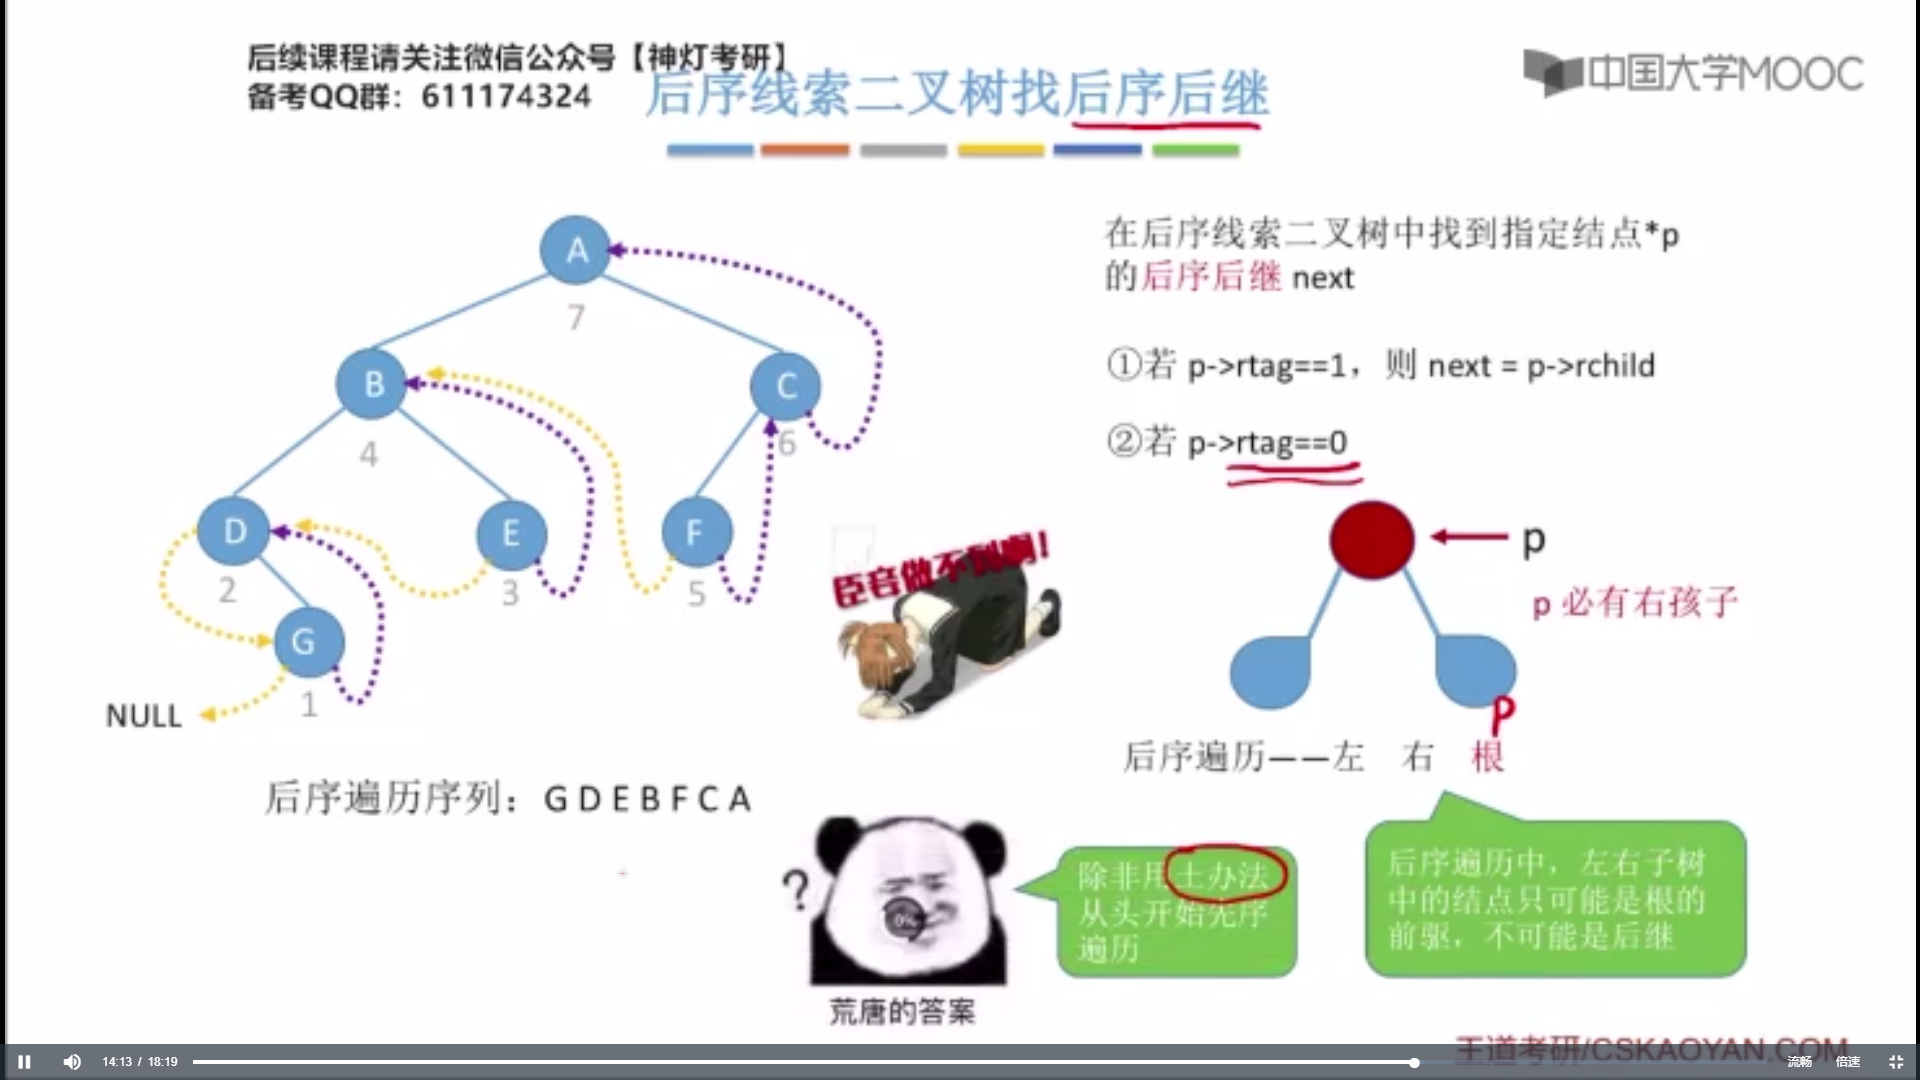 后续课程请关注微信公众号【神灯考研】
备考QQ群：611174324
后序线索二叉树找后序后继
中国大学MOOC
A
7
B
4
C
6
D
2
E
3
F
5
G
1
NULL
后序遍历序列：G D E B F C A
在后序线索二叉树中找到指定结点*p
的后序后继 next
①若 p->rtag==1，则 next = p->rchild
②若 p->rtag==0
p
p 必有右孩子
P
后序遍历——左 右 根
后序遍历中，左右子树
中的结点只可能是根的
前驱，不可能是后继
臣妾做不到啊！
?
0%
除非用土办法
从头开始先序
遍历
荒唐的答案
王道考研/CSKAOYAN.COM
14:13 / 18:19
流畅
倍速